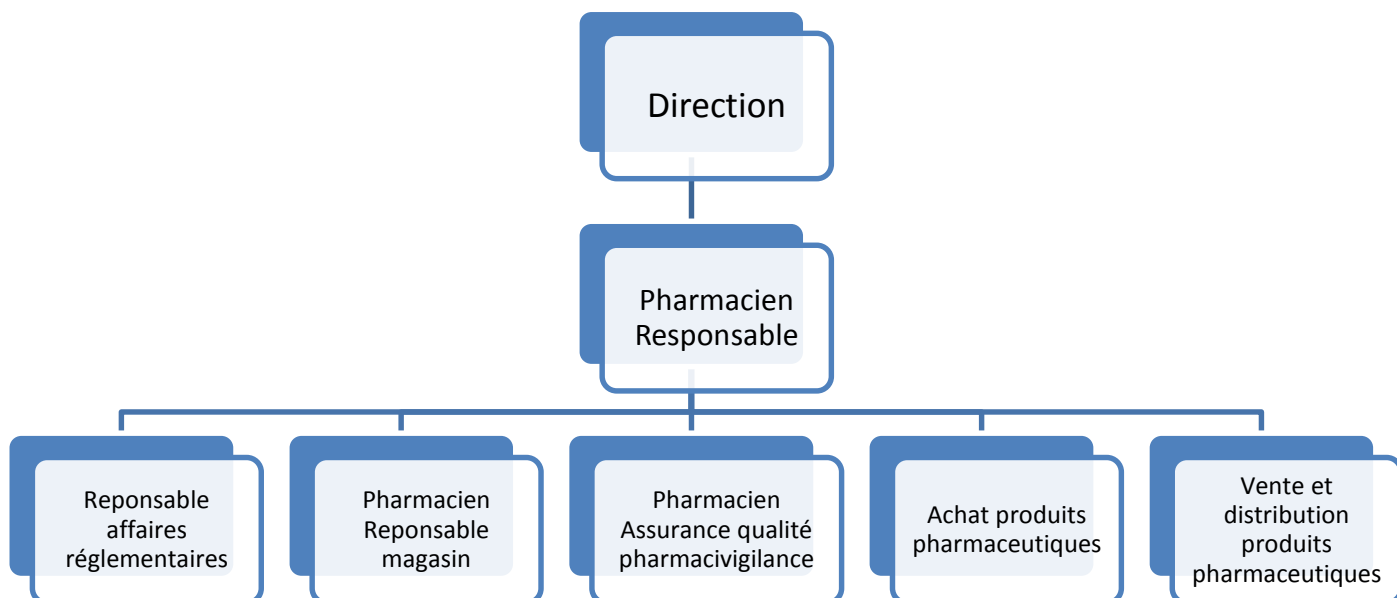 Direction
Pharmacien
Responsable
Reponsable
affaires
réglementaires
Pharmacien
Reponsable
magasin
Pharmacien
Assurance qualité
pharmacivigilance
Achat produits
pharmaceutiques
Vente et
distribution
produits
pharmaceutiques